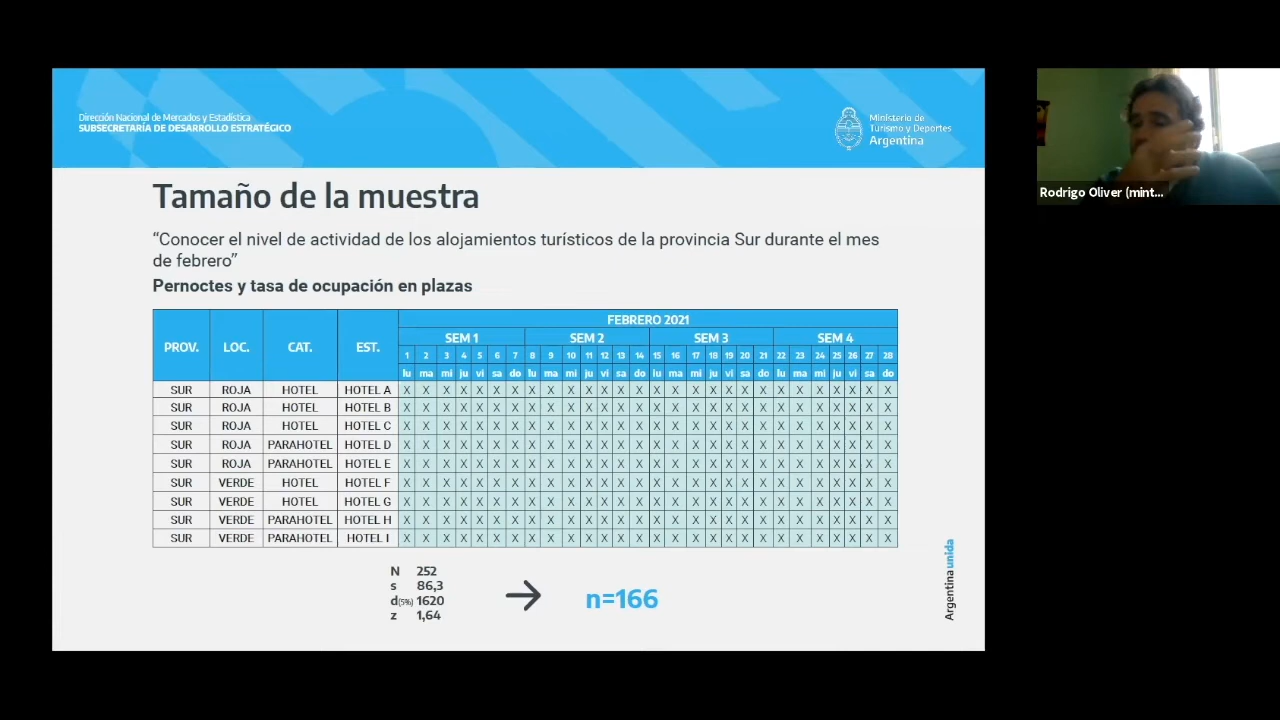 Dirección Nacional de Mercados y Estadística
SUBSECRETARÍA DE DESARROLLO ESTRATÉGICO
Ministerio de
Turismo y Deportes
Argentina
Rodrigo Oliver (mint...
Tamaño de la muestra
“Conocer el nivel de actividad de los alojamientos turísticos de la provincia Sur durante el mes
de febrero”
Pernoctes y tasa de ocupación en plazas
PROV. LOC. CAT. EST. FEBRERO 2021
SEM 1 SEM 2 SEM 3 SEM 4
1 2 3 4 5 6 7 8 9 10 11 12 13 14 15 16 17 18 19 20 21 22 23 24 25 26 27 28
lu ma mi ju vi sa do lu ma mi ju vi sa do lu ma mi ju vi sa do lu ma mi ju vi sa do
SUR ROJA HOTEL HOTEL A X X X X X X X X X X X X X X X X X X X X X X X X X X X X
SUR ROJA HOTEL HOTEL B X X X X X X X X X X X X X X X X X X X X X X X X X X X X
SUR ROJA HOTEL HOTEL C X X X X X X X X X X X X X X X X X X X X X X X X X X X X
SUR ROJA PARAHOTEL HOTEL D X X X X X X X X X X X X X X X X X X X X X X X X X X X X
SUR ROJA PARAHOTEL HOTEL E X X X X X X X X X X X X X X X X X X X X X X X X X X X X
SUR VERDE HOTEL HOTEL F X X X X X X X X X X X X X X X X X X X X X X X X X X X X
SUR VERDE HOTEL HOTEL G X X X X X X X X X X X X X X X X X X X X X X X X X X X X
SUR VERDE PARAHOTEL HOTEL H X X X X X X X X X X X X X X X X X X X X X X X X X X X X
SUR VERDE PARAHOTEL HOTEL I X X X X X X X X X X X X X X X X X X X X X X X X X X X X
N 252
s 86,3
d(5%) 1620
z 1,64
n=166
Argentina unida